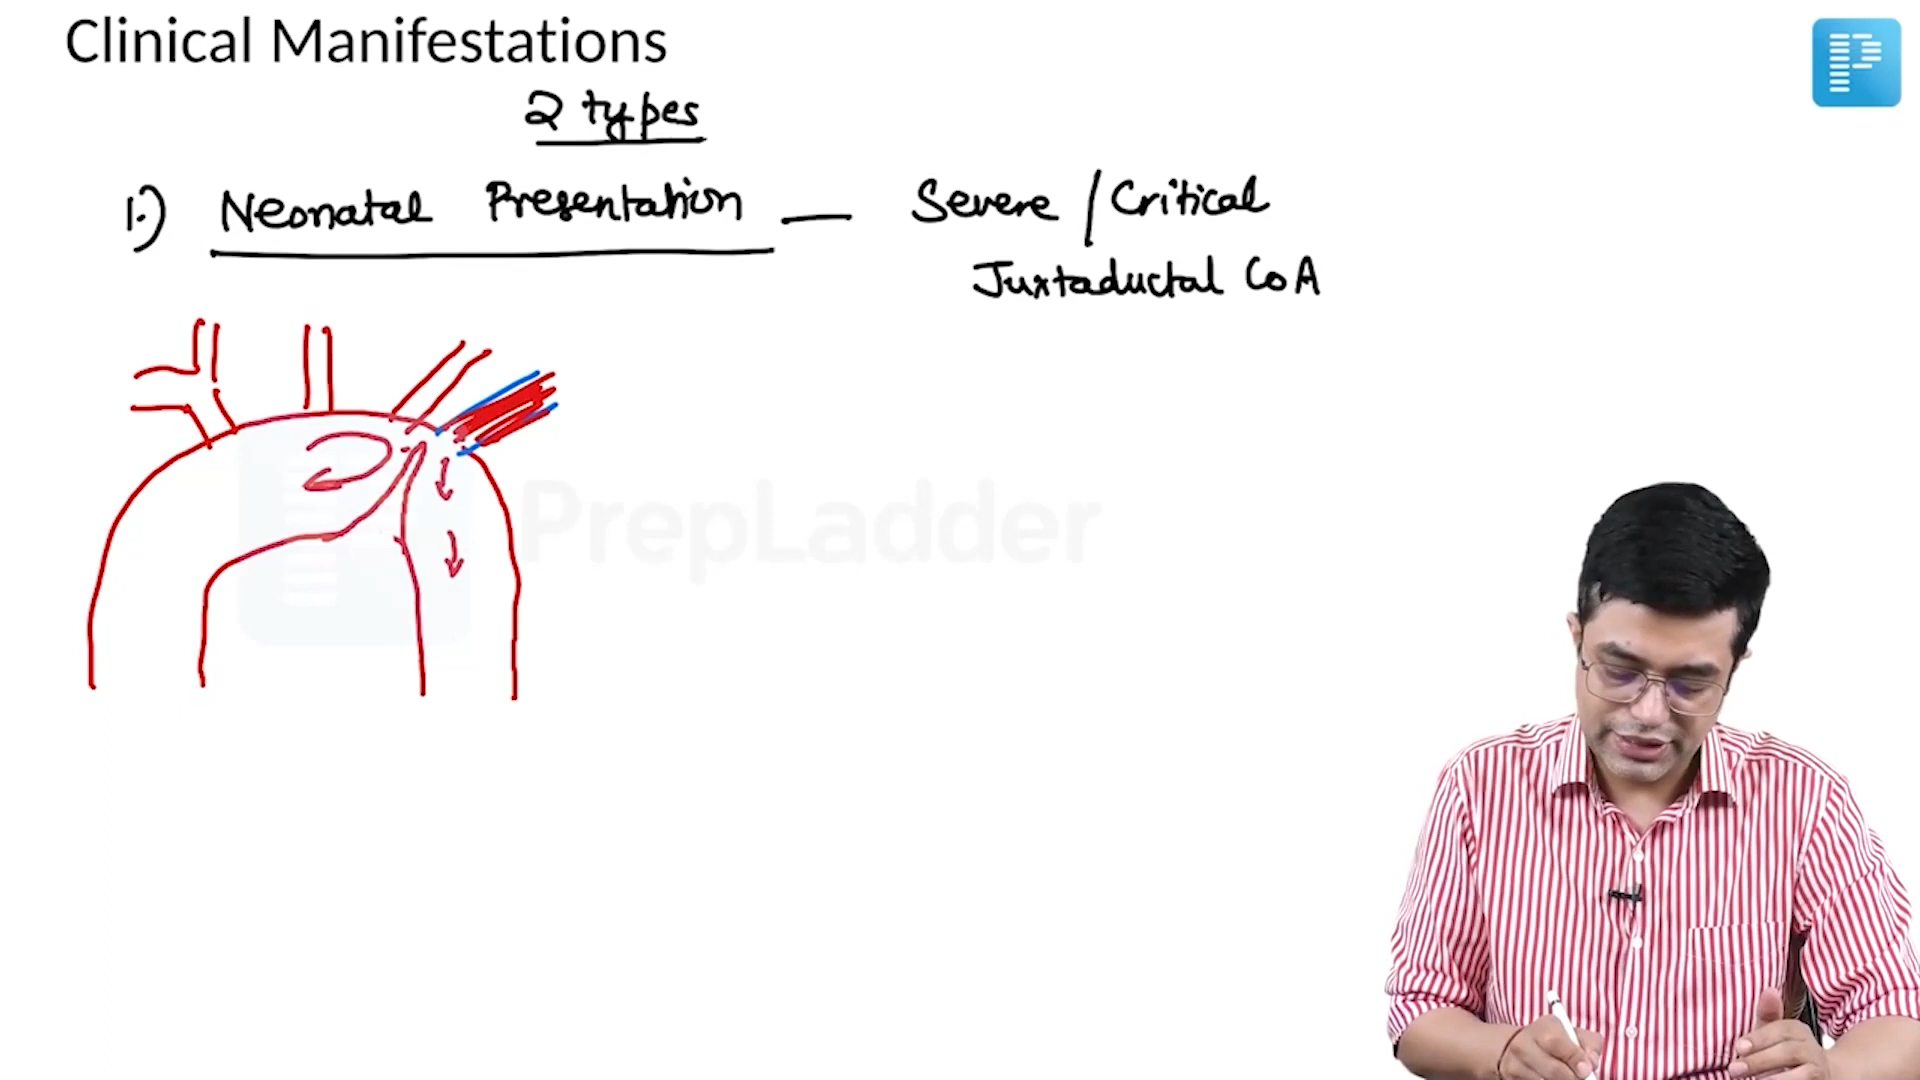 Clinical Manifestations
2 types
1.) Neonatal Presentation — Severe / Critical
Juxtaductal CoA
PrepLadder